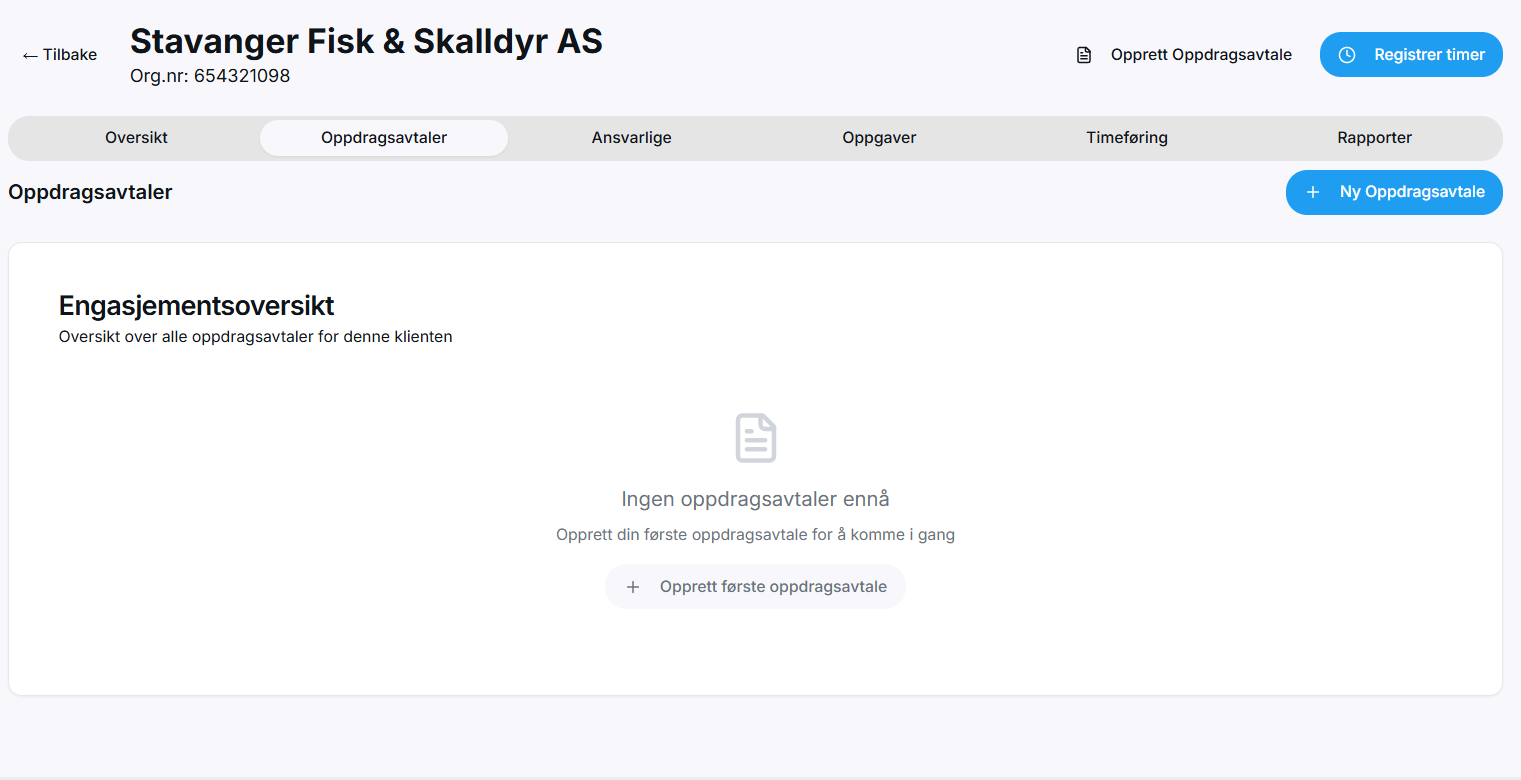 ← Tilbake
Stavanger Fisk & Skalldyr AS
Org.nr: 654321098
Opprett Oppdragsavtale
Registrer timer
Oversikt
Oppdragsavtaler
Ansvarlige
Oppgaver
Timeføring
Rapporter
Oppdragsavtaler
+ Ny Oppdragsavtale
Engasjementsoversikt
Oversikt over alle oppdragsavtaler for denne klienten
Ingen oppdragsavtaler ennå
Opprett din første oppdragsavtale for å komme i gang
+ Opprett første oppdragsavtale